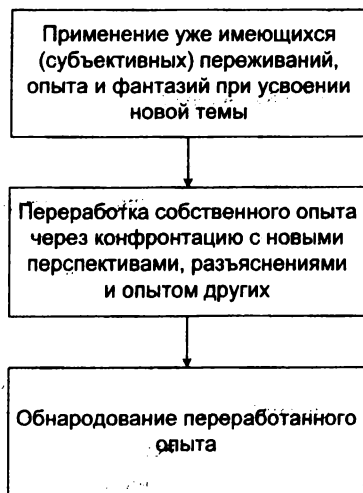 Применение уже имеющихся
(субъективных) переживаний,
опыта и фантазий при усвоении
новой темы
Переработка собственного опыта
через конфронтацию с новыми
перспективами, разъяснениями
и опытом других
Обнародование переработанного
опыта